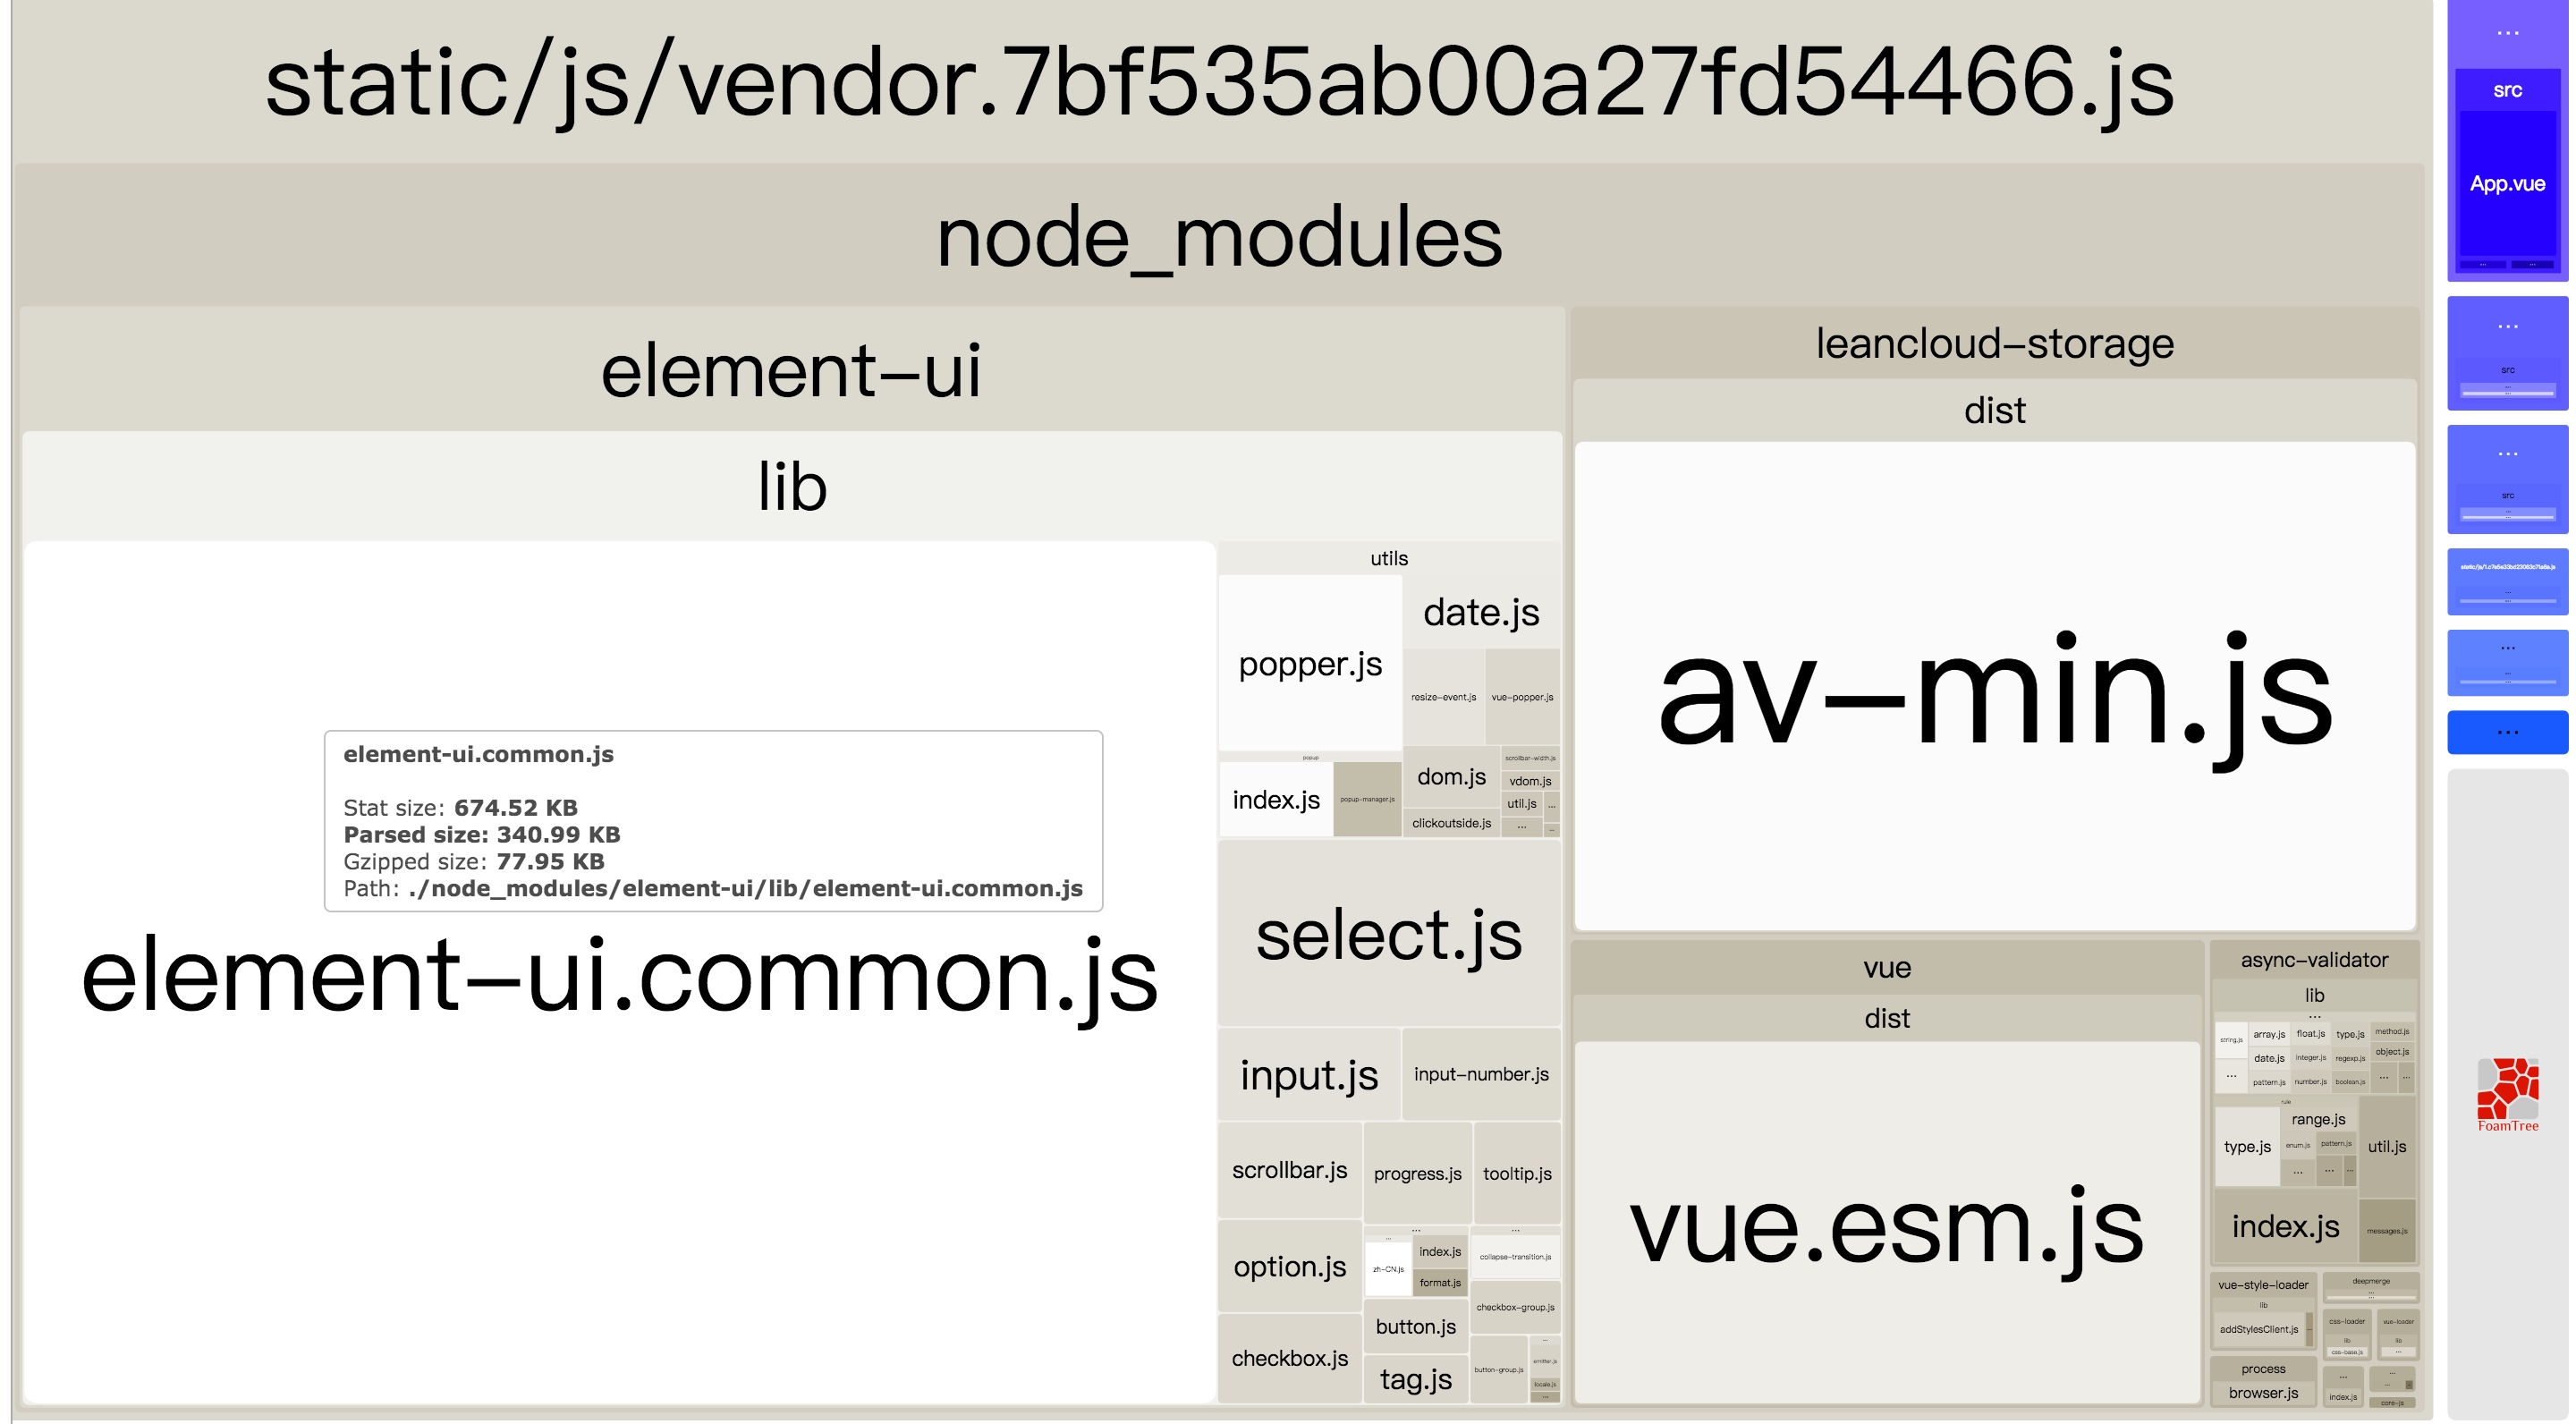 static/js/vendor.7bf535ab00a27fd54466.js
node_modules
element-ui
lib
element-ui.common.js
Stat size: 674.52 KB
Parsed size: 340.99 KB
Gzipped size: 77.95 KB
Path: ./node_modules/element-ui/lib/element-ui.common.js
element-ui.common.js
utils
popper.js
date.js
resize-event.js
vue-popper.js
popup
index.js
popup-manager.js
dom.js
clickoutside.js
scrollbar-width.js
vdom.js
util.js
...
...
...
select.js
input.js
input-number.js
scrollbar.js
progress.js
tooltip.js
option.js
...
...
zh-CN.js
index.js
format.js
...
collapse-transition.js
checkbox-group.js
checkbox.js
button.js
tag.js
button-group.js
...
emitter.js
locale.js
...
leancloud-storage
dist
av-min.js
vue
dist
vue.esm.js
async-validator
lib
...
string.js
array.js
float.js
type.js
method.js
date.js
integer.js
regexp.js
object.js
...
pattern.js
number.js
boolean.js
...
...
rule
type.js
range.js
enum.js
pattern.js
...
...
...
util.js
index.js
messages.js
vue-style-loader
lib
addStylesClient.js
deepmerge
...
...
css-loader
lib
css-base.js
vue-loader
lib
...
process
browser.js
...
index.js
...
...
core-js
...
src
App.vue
...
...
...
src
...
...
...
src
...
...
...
...
...
...
...
...
FoamTree